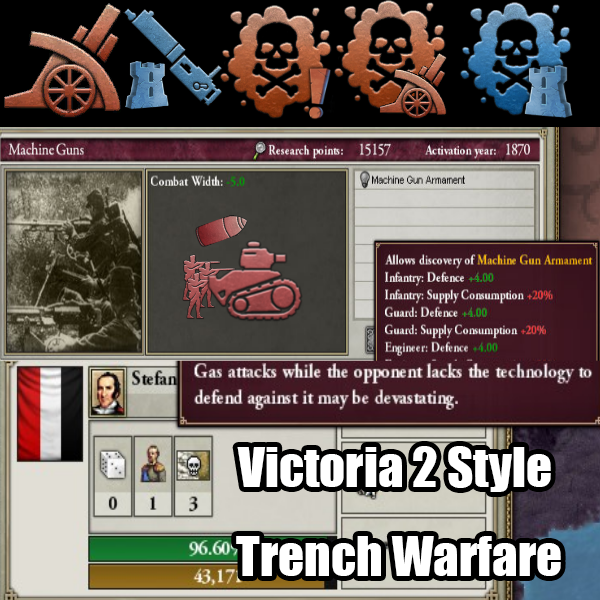 Machine Guns
Research points: 15157 Activation year: 1870
Combat Width: -5.0
Machine Gun Armament
Allows discovery of Machine Gun Armament
Infantry: Defence +4.00
Infantry: Supply Consumption +20%
Guard: Defence +4.00
Guard: Supply Consumption +20%
Engineer: Defence +4.00
Stefan
Gas attacks while the opponent lacks the technology to
defend against it may be devastating.
0 1 3
96.60%
43,17
Victoria 2 Style
Trench Warfare